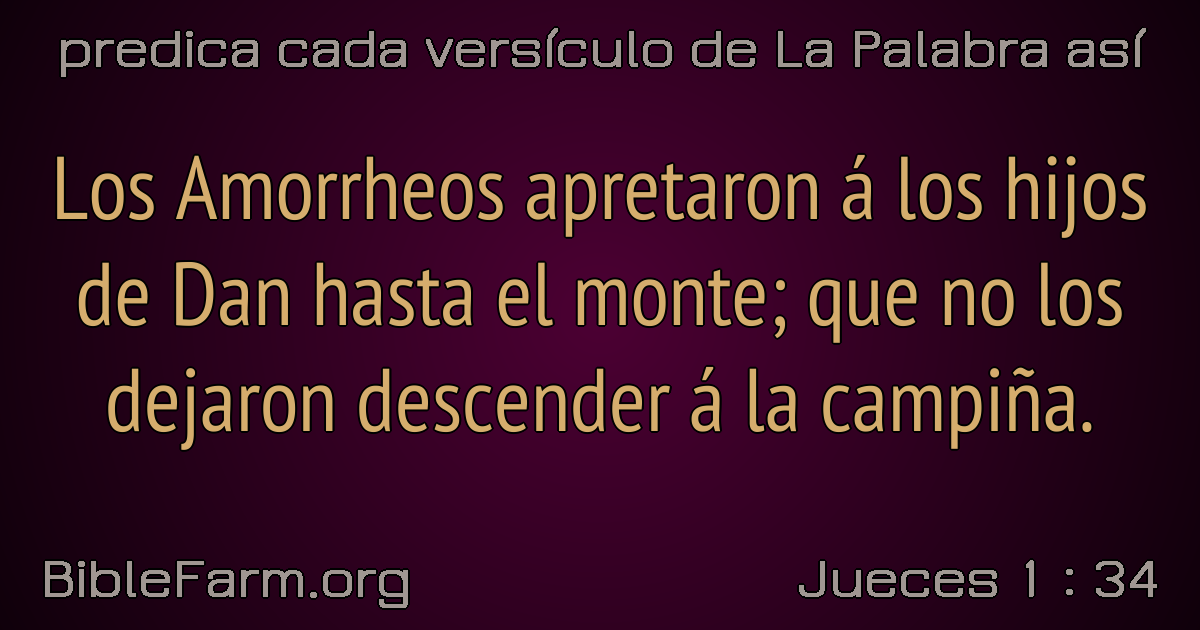 predica cada versículo de La Palabra así
Los Amorrheos apretaron á los hijos
de Dan hasta el monte; que no los
dejaron descender á la campiña.
BibleFarm.org
Jueces 1 : 34